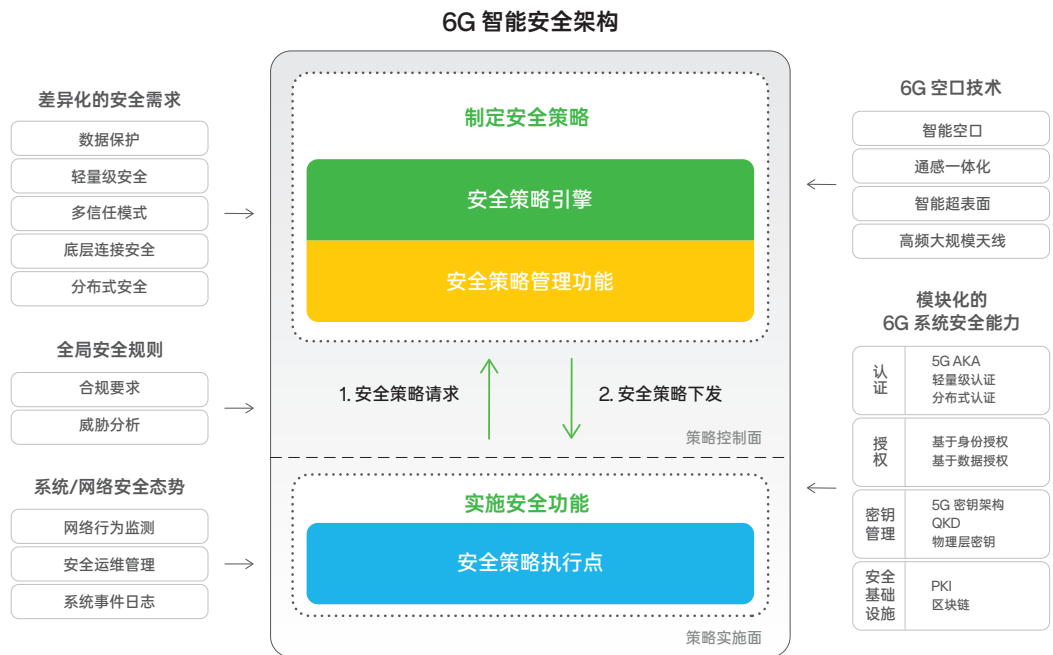 6G 智能安全架构
差异化的安全需求
数据保护
轻量级安全
多信任模式
底层连接安全
分布式安全
全局安全规则
合规要求
威胁分析
系统/网络安全态势
网络行为监测
安全运维管理
系统事件日志
制定安全策略
安全策略引擎
安全策略管理功能
1. 安全策略请求
2. 安全策略下发
策略控制面
实施安全功能
安全策略执行点
策略实施面
6G 空口技术
智能空口
通感一体化
智能超表面
高频大规模天线
模块化的
6G 系统安全能力
认
证
5G AKA
轻量级认证
分布式认证
授
权
基于身份授权
基于数据授权
密钥
管理
5G 密钥架构
QKD
物理层密钥
安全
基础
设施
PKI
区块链